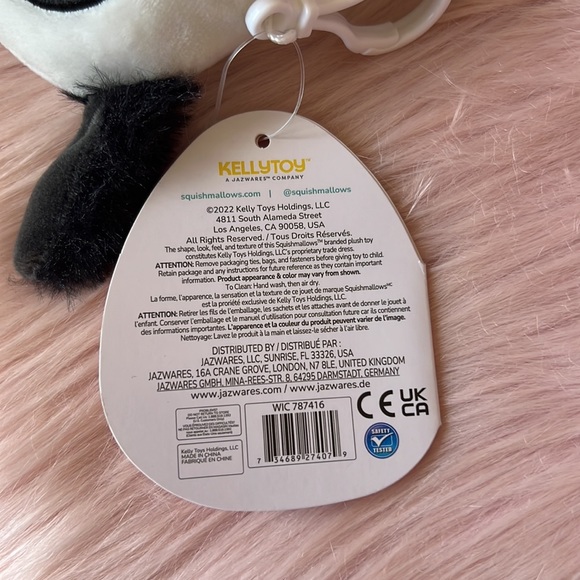 KELLYTOY™
A JAZWARES™ COMPANY
squishmallows.com | @squishmallows
©2022 Kelly Toys Holdings, LLC
4811 South Alameda Street
Los Angeles, CA 90058, USA
All Rights Reserved. / Tous Droits Réservés.
The shape, look, feel, and texture of this Squishmallows™ branded plush toy
constitutes Kelly Toys Holdings, LLC's proprietary trade dress.
ATTENTION: Remove packaging ties, bags, and fasteners before giving toy to child.
Retain package and any instructions for future reference as they contain important
information. Product appearance & color may vary from shown.
To Clean: Hand wash, then air dry.
La forme, l'apparence, la sensation et la texture de ce jouet de marque Squishmallowsᴹᶜ
est la propriété exclusive de Kelly Toys Holdings, LLC.
ATTENTION: Retirer les fils de l'emballage, les sachets et les attaches avant de donner le jouet à
l'enfant. Conserver l'emballage et le manuel d'utilisation pour consultation future car ils contiennent
des informations importantes. L'apparence et la couleur du produit peuvent varier de l'image.
Nettoyage: Lavez le produit à la main et laissez-le sécher à l'air libre.
DISTRIBUTED BY / DISTRIBUÉ PAR :
JAZWARES, LLC, SUNRISE, FL 33326, USA
JAZWARES, 16A CRANE GROVE, LONDON, N7 8LE, UNITED KINGDOM
JAZWARES GMBH, MINA-REES-STR. 8, 64295 DARMSTADT, GERMANY
www.jazwares.com / www.jazwares.de
WIC 787416
7 34689 27407 9
Kelly Toys Holdings, LLC
MADE IN CHINA
FABRIQUÉ EN CHINE
CE UK
CA
SAFETY
TESTED